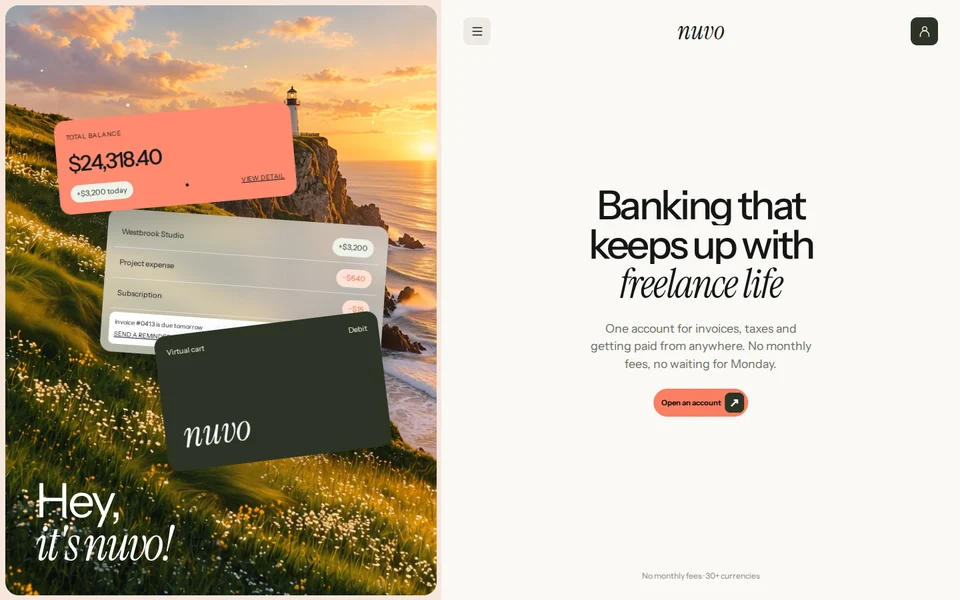 TOTAL BALANCE
$24,318.40
+$3,200 today
VIEW DETAIL
Westbrook Studio
+$3,200
Project expense
−$640
Subscription
−$16
Invoice #0413 is due tomorrow
SEND A
Virtual cart
Debit
nuvo
Hey,
it's nuvo!
nuvo
Banking that
keeps up with
freelance life
One account for invoices, taxes and
getting paid from anywhere. No monthly
fees, no waiting for Monday.
Open an account
No monthly fees · 30+ currencies